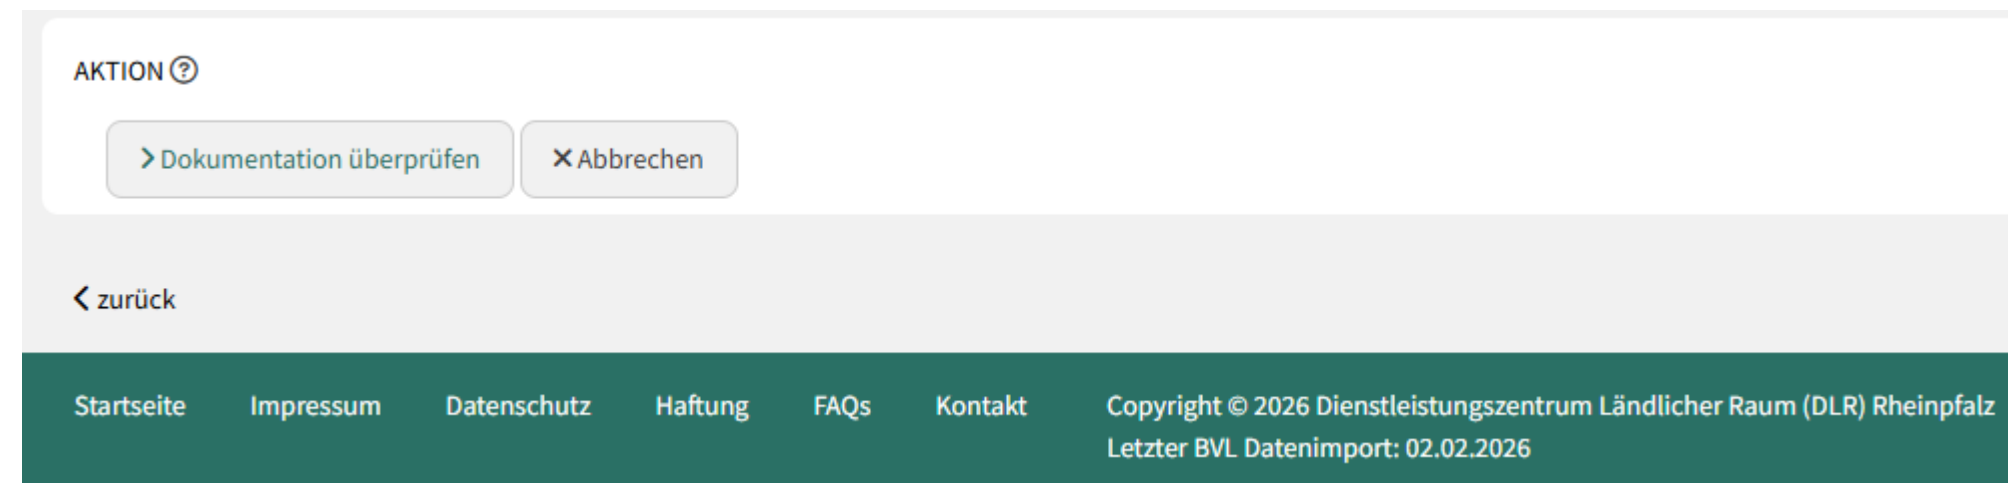 AKTION
Dokumentation überprüfen Abbrechen
zurück
Startseite Impressum Datenschutz Haftung FAQs Kontakt Copyright © 2026 Dienstleistungszentrum Ländlicher Raum (DLR) Rheinpfalz
Letzter BVL Datenimport: 02.02.2026